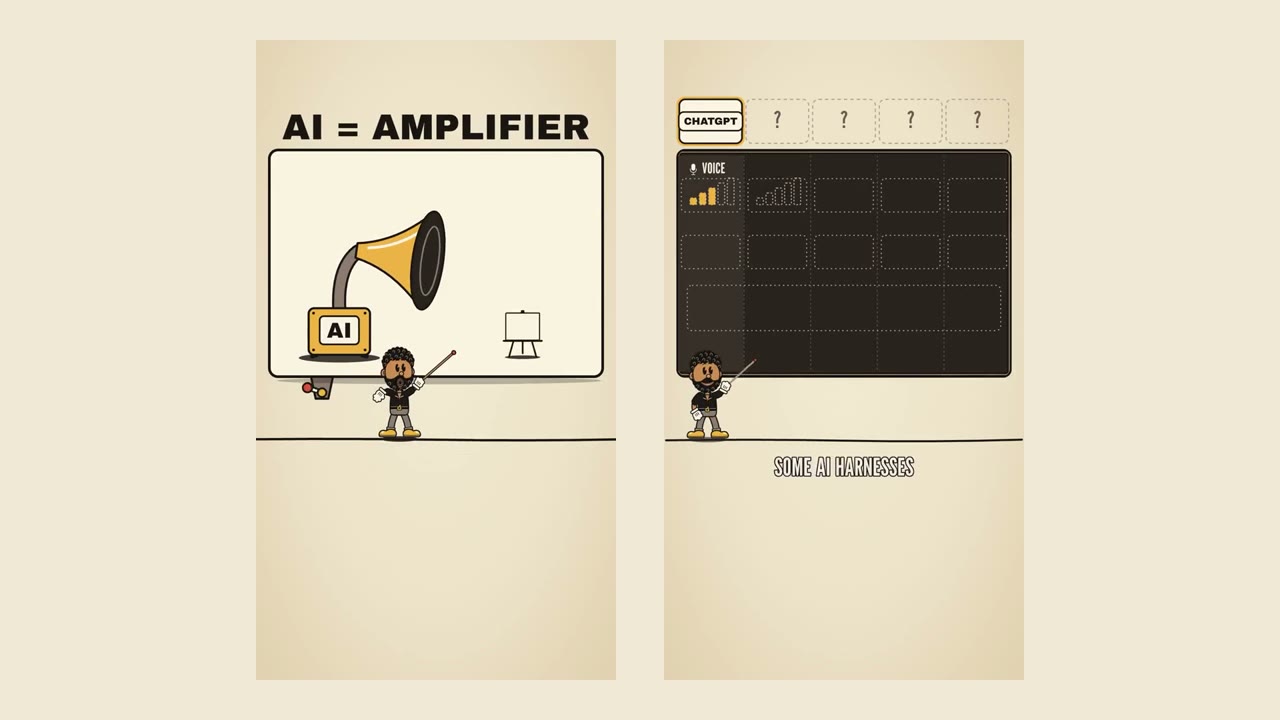 AI = AMPLIFIER
AI
CHATGPT
?
?
?
?
VOICE
SOME AI HARNESSES